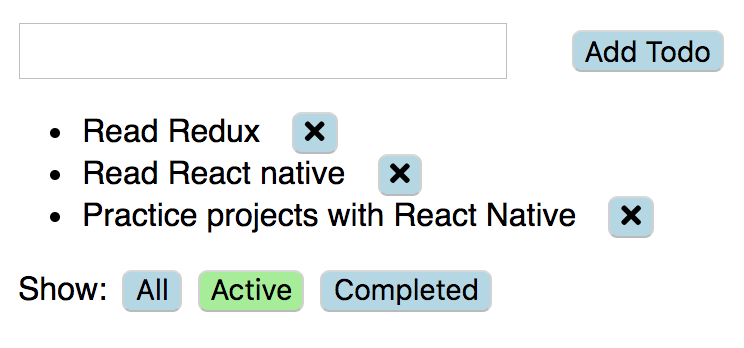 Add Todo
Read Redux
Read React native
Practice projects with React Native
Show: All Active Completed